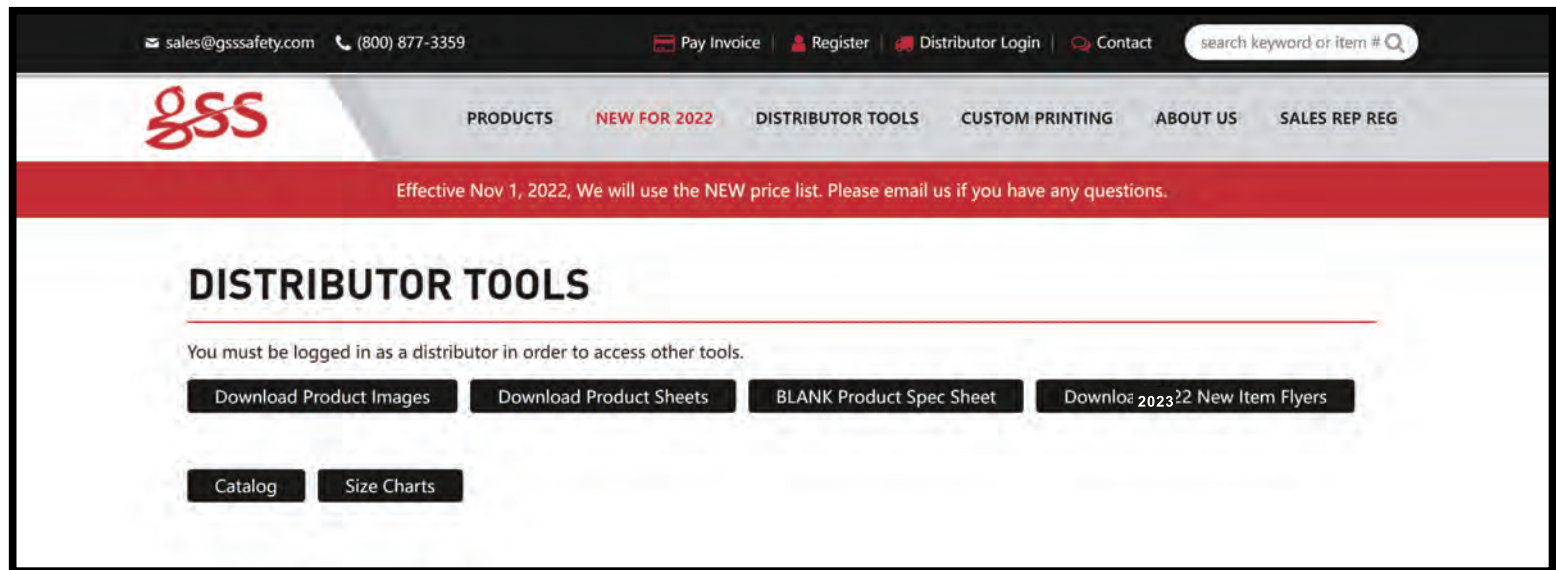 sales@gsssafety.com (800) 877-3359 Pay Invoice | Register | Distributor Login | Contact search keyword or item #
gss PRODUCTS NEW FOR 2022 DISTRIBUTOR TOOLS CUSTOM PRINTING ABOUT US SALES REP REG
Effective Nov 1, 2022, We will use the NEW price list. Please email us if you have any questions.
DISTRIBUTOR TOOLS
You must be logged in as a distributor in order to access other tools.
Download Product Images Download Product Sheets BLANK Product Spec Sheet Downloa 2023 22 New Item Flyers
Catalog Size Charts